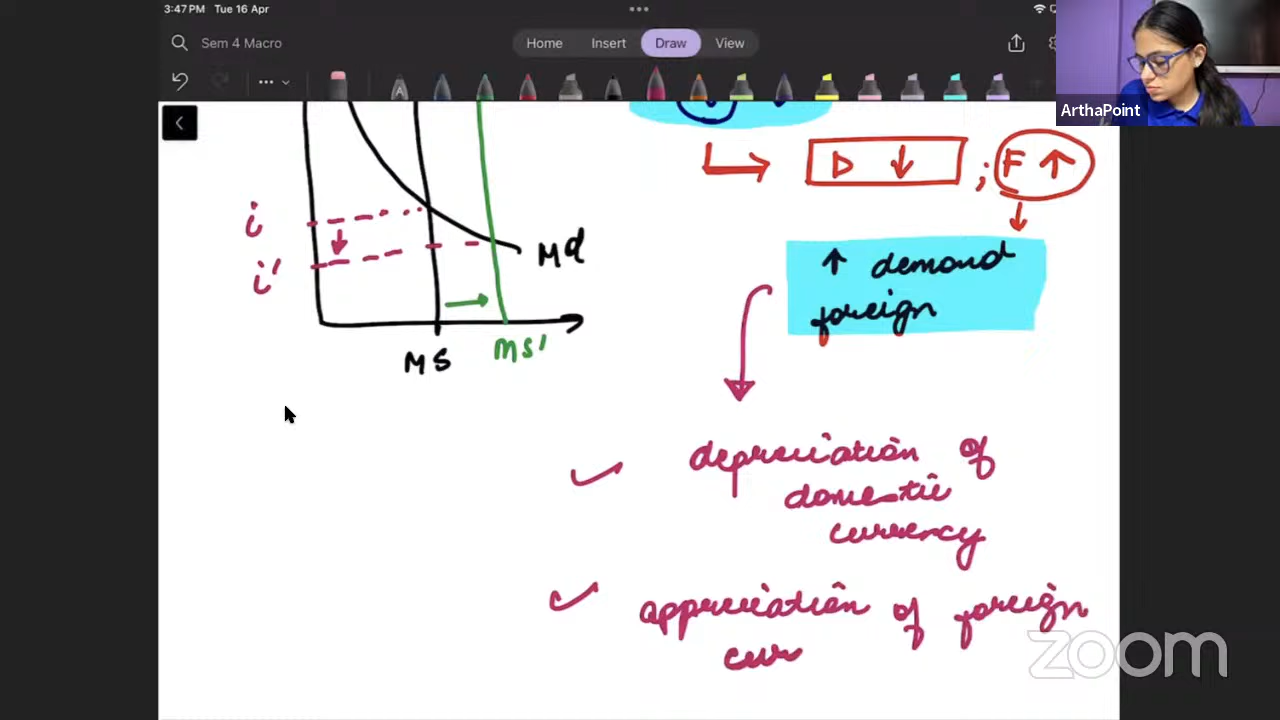 3:47 PM Tue 16 Apr
Sem 4 Macro
Home Insert Draw View
A
ArthaPoint
D ↓ ; F ↑
i
i'
Md
MS
MS'
↑ demand
foreign
depreciation of
domestic
currency
appreciation of foreign
cur
zoom